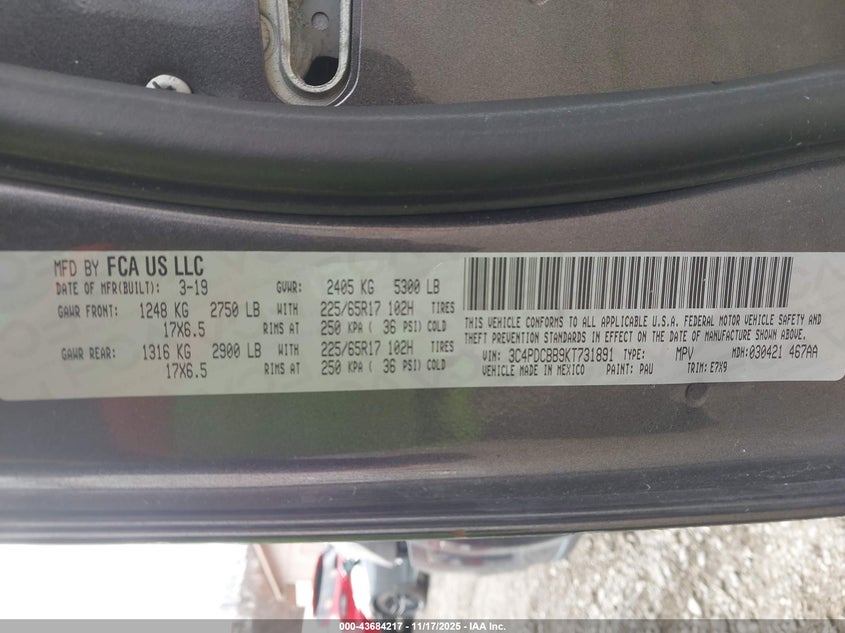 MFD BY FCA US LLC
DATE OF MFR(BUILT): 3-19 GVWR: 2405 KG 5300 LB
GAWR FRONT: 1248 KG 2750 LB WITH 225/65R17 102H TIRES
17X6.5 RIMS AT 250 KPA ( 36 PSI) COLD
GAWR REAR: 1316 KG 2900 LB WITH 225/65R17 102H TIRES
17X6.5 RIMS AT 250 KPA ( 36 PSI) COLD
THIS VEHICLE CONFORMS TO ALL APPLICABLE U.S.A. FEDERAL MOTOR VEHICLE SAFETY AND
THEFT PREVENTION STANDARDS IN EFFECT ON THE DATE OF MANUFACTURE SHOWN ABOVE.
VIN: 3C4PDCBB9KT731891 TYPE: MPV MDH: 030421 467AA
VEHICLE MADE IN MEXICO PAINT: PAU TRIM: E7X9
000-43684217 - 11/17/2025 - IAA Inc.